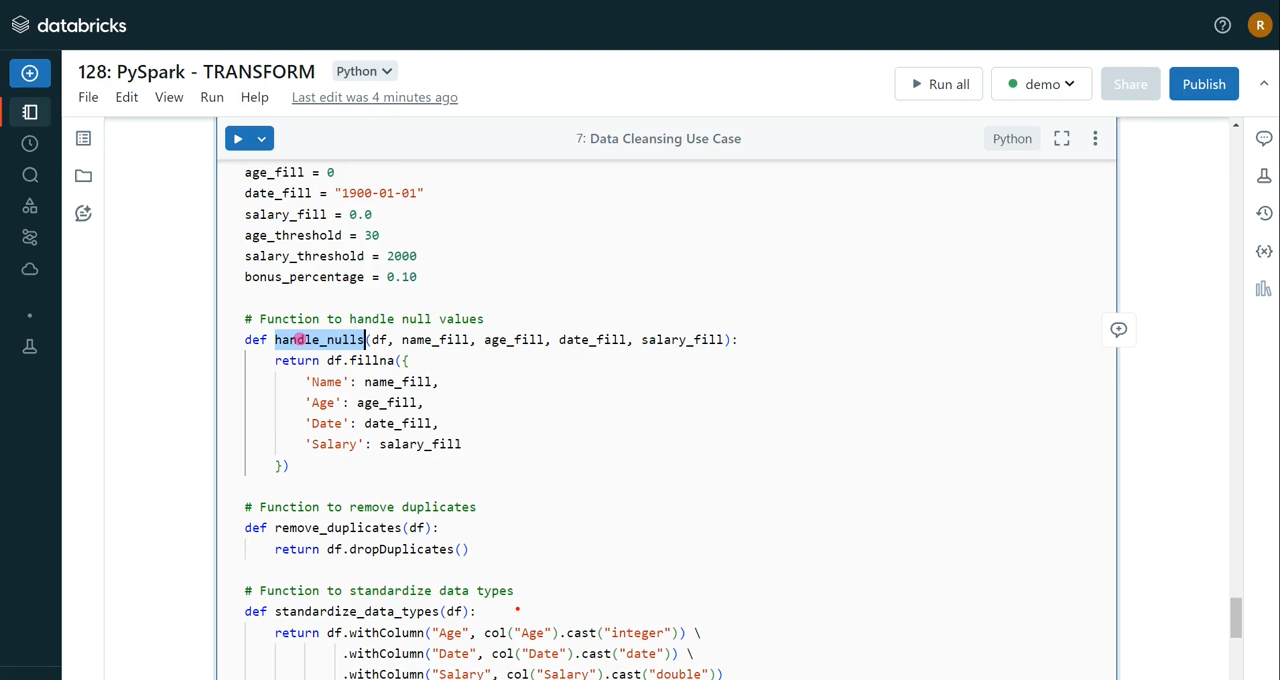 databricks
R
128: PySpark - TRANSFORM
Python
File Edit View Run Help Last edit was 4 minutes ago
Run all
demo
Share
Publish
7: Data Cleansing Use Case
Python
age_fill = 0
date_fill = "1900-01-01"
salary_fill = 0.0
age_threshold = 30
salary_threshold = 2000
bonus_percentage = 0.10
# Function to handle null values
def handle_nulls(df, name_fill, age_fill, date_fill, salary_fill):
return df.fillna({
'Name': name_fill,
'Age': age_fill,
'Date': date_fill,
'Salary': salary_fill
})
# Function to remove duplicates
def remove_duplicates(df):
return df.dropDuplicates()
# Function to standardize data types
def standardize_data_types(df):
return df.withColumn("Age", col("Age").cast("integer")) \
.withColumn("Date", col("Date").cast("date")) \
.withColumn("Salary", col("Salary").cast("double"))